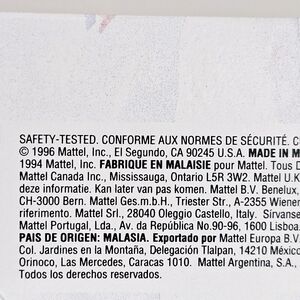 SAFETY-TESTED. CONFORME AUX NORMES DE SÉCURITÉ. C
© 1996 Mattel, Inc., El Segundo, CA 90245 U.S.A. MADE IN M
1994 Mattel, Inc. FABRIQUE EN MALAISIE pour Mattel. Tous D
Mattel Canada Inc., Mississauga, Ontario L5R 3W2. Mattel U.K
deze informatie. Kan later van pas komen. Mattel B.V. Benelux,
CH-3000 Bern. Mattel Ges.m.b.H., Triester Str., A-2355 Wiener
riferimento. Mattel Srl., 28040 Oleggio Castello, Italy. Sírvanse
Mattel Portugal, Lda., Av. da República No.90-96, 1600 Lisboa.
PAIS DE ORIGEN: MALASIA. Exportado por Mattel Europa B.V
Col. Jardines en la Montaña, Delegación Tlalpan, 14210 México
Orinoco, Las Mercedes, Caracas 1010. Mattel Argentina, S.A.,
Todos los derechos reservados.